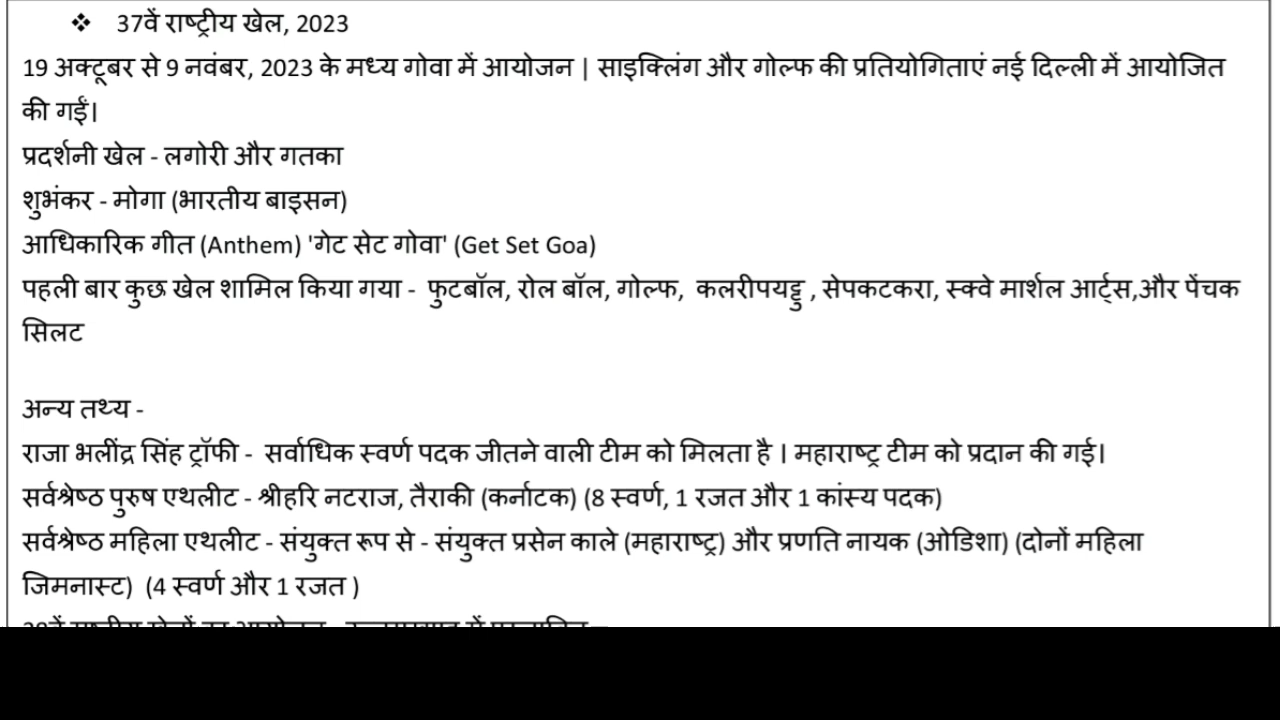 ❖ 37वें राष्ट्रीय खेल, 2023
19 अक्टूबर से 9 नवंबर, 2023 के मध्य गोवा में आयोजन | साइक्लिंग और गोल्फ की प्रतियोगिताएं नई दिल्ली में आयोजित
की गईं।
प्रदर्शनी खेल - लगोरी और गतका
शुभंकर - मोगा (भारतीय बाइसन)
आधिकारिक गीत (Anthem) 'गेट सेट गोवा' (Get Set Goa)
पहली बार कुछ खेल शामिल किया गया - फुटबॉल, रोल बॉल, गोल्फ, कलरीपयट्टु , सेपकटकरा, स्क्वे मार्शल आर्ट्स,और पेंचक
सिलट
अन्य तथ्य -
राजा भलींद्र सिंह ट्रॉफी - सर्वाधिक स्वर्ण पदक जीतने वाली टीम को मिलता है । महाराष्ट्र टीम को प्रदान की गई।
सर्वश्रेष्ठ पुरुष एथलीट - श्रीहरि नटराज, तैराकी (कर्नाटक) (8 स्वर्ण, 1 रजत और 1 कांस्य पदक)
सर्वश्रेष्ठ महिला एथलीट - संयुक्त रूप से - संयुक्त प्रसेन काले (महाराष्ट्र) और प्रणति नायक (ओडिशा) (दोनों महिला
जिमनास्ट) (4 स्वर्ण और 1 रजत )